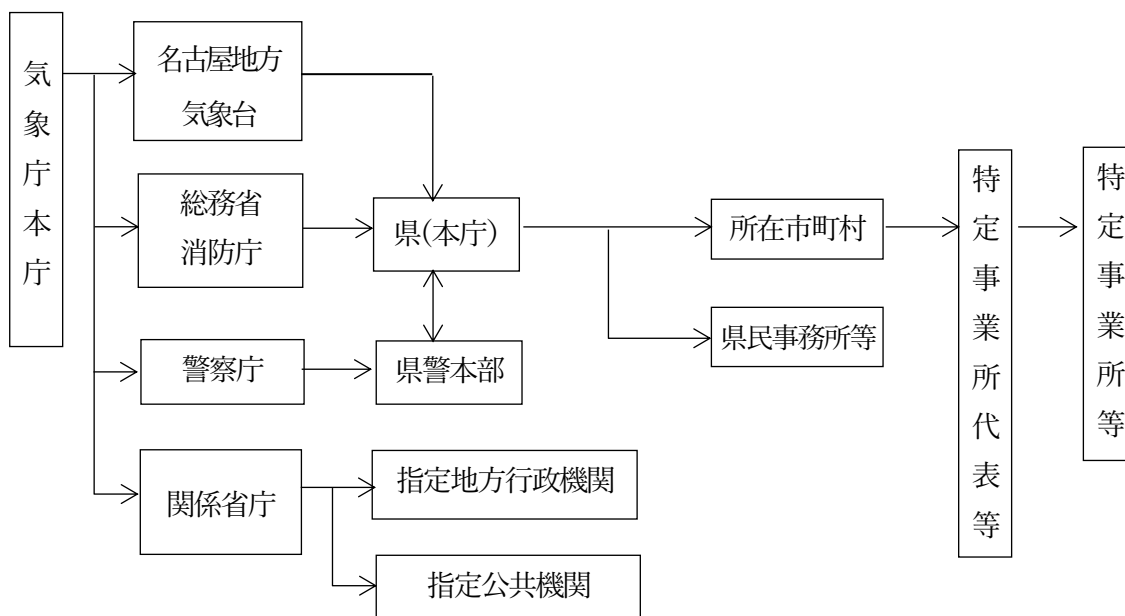 気象庁本庁
名古屋地方
気象台
総務省
消防庁
県(本庁)
所在市町村
特定事業所代表等
特定事業所等
県民事務所等
警察庁
県警本部
関係省庁
指定地方行政機関
指定公共機関